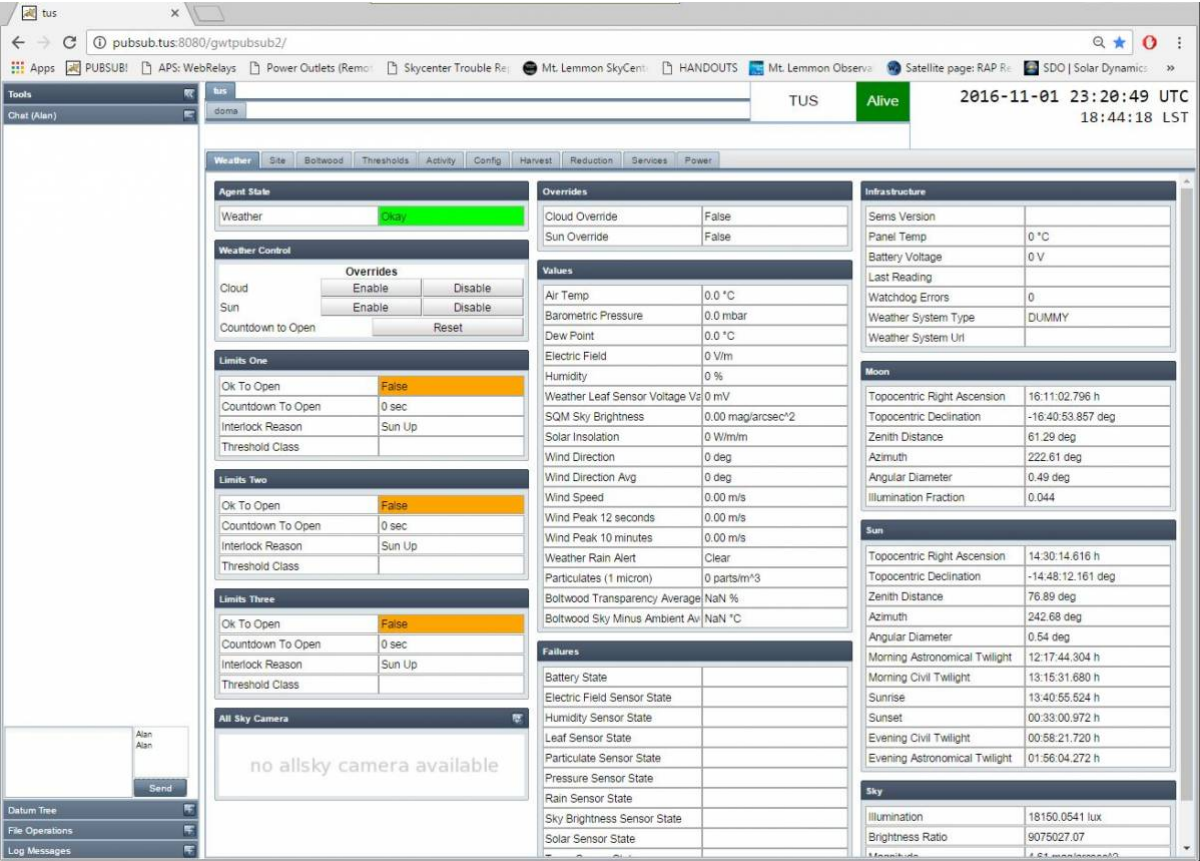 tus
pubsub.tus:8080/gwtpubsub2/
Apps PUBSUB! APS: WebRelays Power Outlets (Remo Skycenter Trouble Re Mt. Lemmon SkyCent HANDOUTS Mt. Lemmon Observa Satellite page: RAP Re SDO | Solar Dynamics »
Tools
Chat (Alan)
tus
doma
TUS
Alive
2016-11-01 23:20:49 UTC
18:44:18 LST
Weather Site Boltwood Thresholds Activity Config Harvest Reduction Services Power
Agent State
Weather Okay
Weather Control
Overrides
Cloud Enable Disable
Sun Enable Disable
Countdown to Open Reset
Limits One
Ok To Open False
Countdown To Open 0 sec
Interlock Reason Sun Up
Threshold Class
Limits Two
Ok To Open False
Countdown To Open 0 sec
Interlock Reason Sun Up
Threshold Class
Limits Three
Ok To Open False
Countdown To Open 0 sec
Interlock Reason Sun Up
Threshold Class
All Sky Camera
no allsky camera available
Overrides
Cloud Override False
Sun Override False
Values
Air Temp 0.0 °C
Barometric Pressure 0.0 mbar
Dew Point 0.0 °C
Electric Field 0 V/m
Humidity 0 %
Weather Leaf Sensor Voltage Va 0 mV
SQM Sky Brightness 0.00 mag/arcsec^2
Solar Insolation 0 W/m/m
Wind Direction 0 deg
Wind Direction Avg 0 deg
Wind Speed 0.00 m/s
Wind Peak 12 seconds 0.00 m/s
Wind Peak 10 minutes 0.00 m/s
Weather Rain Alert Clear
Particulates (1 micron) 0 parts/m^3
Boltwood Transparency Average NaN %
Boltwood Sky Minus Ambient Av NaN °C
Failures
Battery State
Electric Field Sensor State
Humidity Sensor State
Leaf Sensor State
Particulate Sensor State
Pressure Sensor State
Rain Sensor State
Sky Brightness Sensor State
Solar Sensor State
Infrastructure
Sems Version
Panel Temp 0 °C
Battery Voltage 0 V
Last Reading
Watchdog Errors 0
Weather System Type DUMMY
Weather System Url
Moon
Topocentric Right Ascension 16:11:02.796 h
Topocentric Declination -16:40:53.857 deg
Zenith Distance 61.29 deg
Azimuth 222.61 deg
Angular Diameter 0.49 deg
Illumination Fraction 0.044
Sun
Topocentric Right Ascension 14:30:14.616 h
Topocentric Declination -14:48:12.161 deg
Zenith Distance 76.89 deg
Azimuth 242.68 deg
Angular Diameter 0.54 deg
Morning Astronomical Twilight 12:17:44.304 h
Morning Civil Twilight 13:15:31.680 h
Sunrise 13:40:55.524 h
Sunset 00:33:00.972 h
Evening Civil Twilight 00:58:21.720 h
Evening Astronomical Twilight 01:56:04.272 h
Sky
Illumination 18150.0541 lux
Brightness Ratio 9075027.07
Alan
Alan
Send
Datum Tree
File Operations
Log Messages